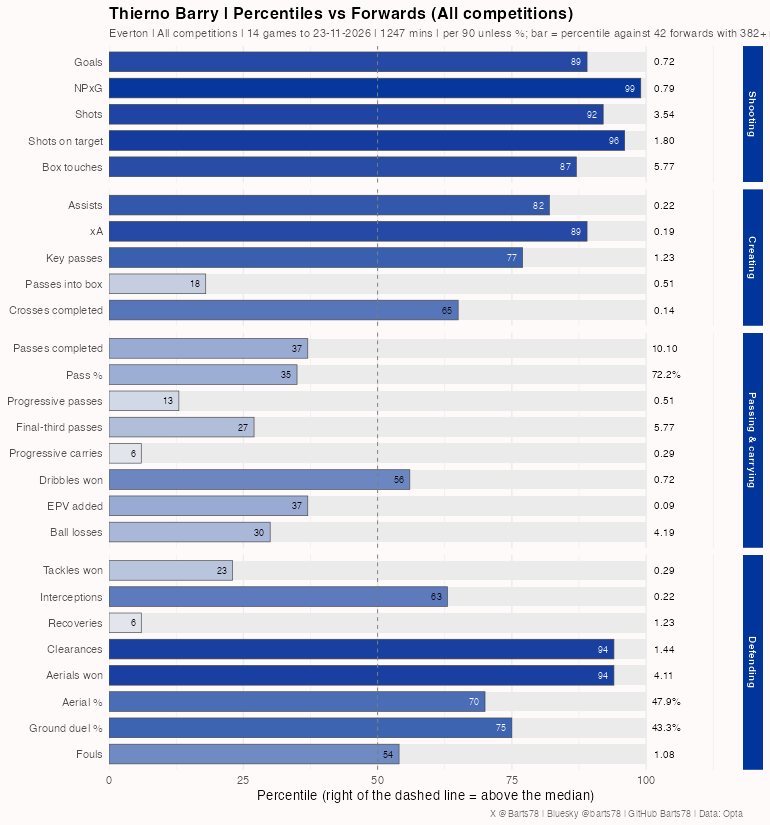 Thierno Barry | Percentiles vs Forwards (All competitions)
Everton | All competitions | 14 games to 23-11-2026 | 1247 mins | per 90 unless %; bar = percentile against 42 forwards with 382+
Goals 89 0.72
NPxG 99 0.79
Shots 92 3.54
Shots on target 96 1.80
Box touches 87 5.77
Shooting
Assists 82 0.22
xA 89 0.19
Key passes 77 1.23
Passes into box 18 0.51
Crosses completed 65 0.14
Creating
Passes completed 37 10.10
Pass % 35 72.2%
Progressive passes 13 0.51
Final-third passes 27 5.77
Progressive carries 6 0.29
Dribbles won 56 0.72
EPV added 37 0.09
Ball losses 30 4.19
Passing & carrying
Tackles won 23 0.29
Interceptions 63 0.22
Recoveries 6 1.23
Clearances 94 1.44
Aerials won 94 4.11
Aerial % 70 47.9%
Ground duel % 75 43.3%
Fouls 54 1.08
Defending
0 25 50 75 100
Percentile (right of the dashed line = above the median)
X @Barts78 | Bluesky @barts78 | GitHub Barts78 | Data: Opta